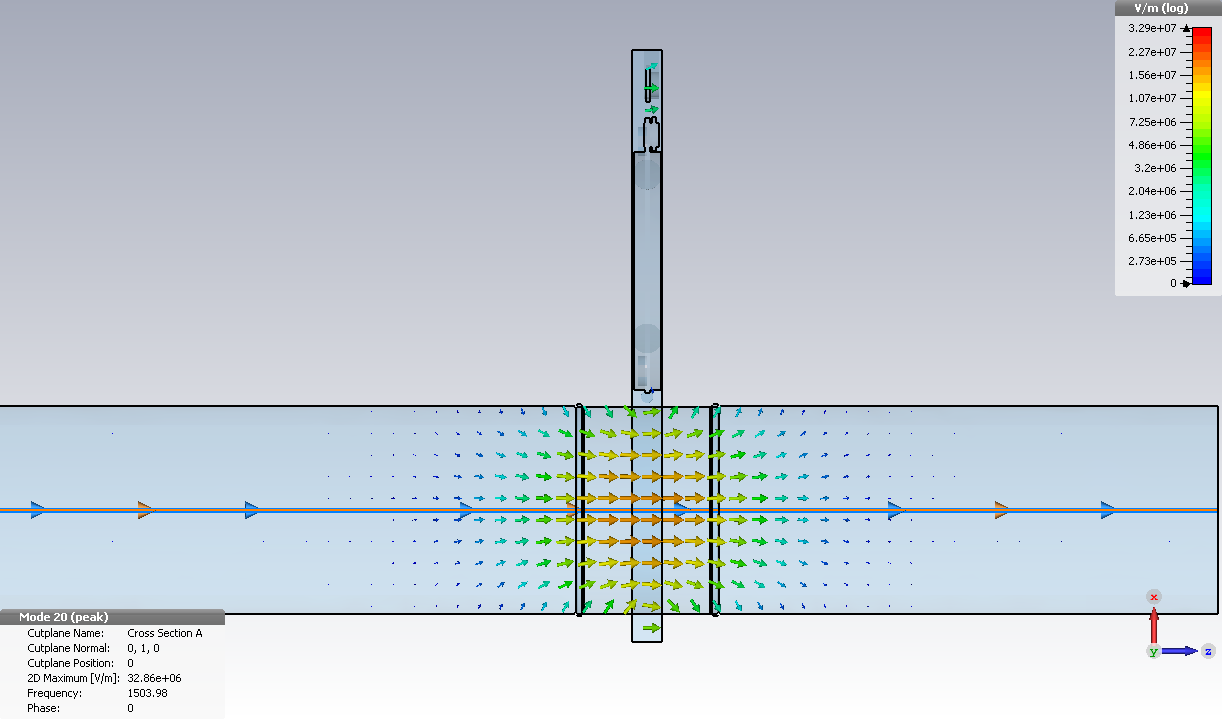 V/m (log)
3.29e+07
2.27e+07
1.56e+07
1.07e+07
7.25e+06
4.86e+06
3.2e+06
2.04e+06
1.23e+06
6.65e+05
2.73e+05
0
x
y
z
Mode 20 (peak)
Cutplane Name: Cross Section A
Cutplane Normal: 0, 1, 0
Cutplane Position: 0
2D Maximum [V/m]: 32.86e+06
Frequency: 1503.98
Phase: 0